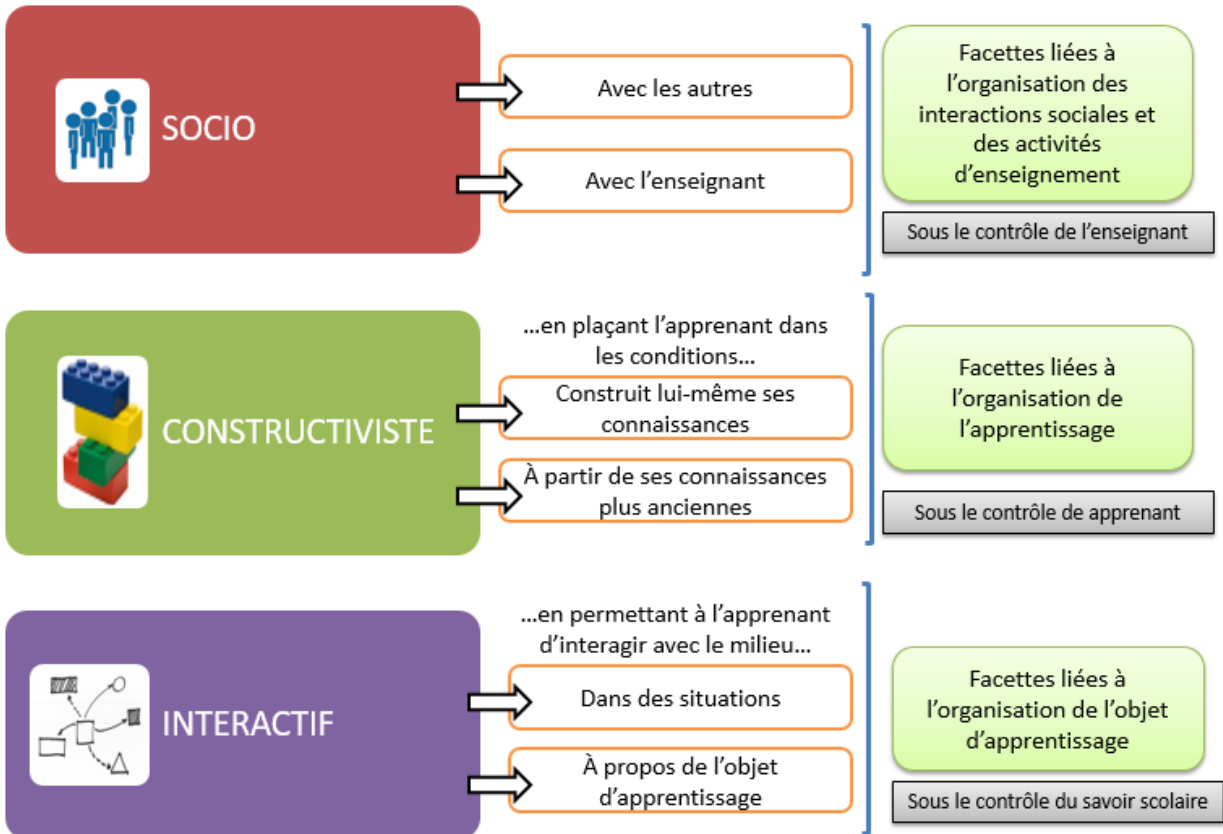 SOCIO
Avec les autres
Avec l'enseignant
Facettes liées à
l'organisation des
interactions sociales et
des activités
d'enseignement
Sous le contrôle de l'enseignant
CONSTRUCTIVISTE
...en plaçant l'apprenant dans
les conditions...
Construit lui-même ses
connaissances
À partir de ses connaissances
plus anciennes
Facettes liées à
l'organisation de
l'apprentissage
Sous le contrôle de apprenant
INTERACTIF
...en permettant à l'apprenant
d'interagir avec le milieu...
Dans des situations
À propos de l'objet
d'apprentissage
Facettes liées à
l'organisation de l'objet
d'apprentissage
Sous le contrôle du savoir scolaire